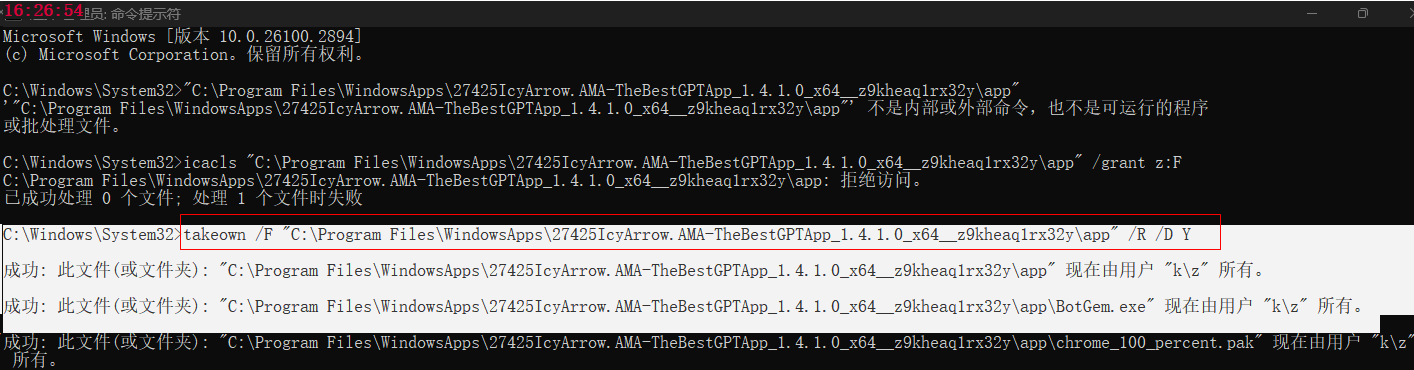 16:26:54 理员: 命令提示符
Microsoft Windows [版本 10.0.26100.2894]
(c) Microsoft Corporation。保留所有权利。
C:\Windows\System32>"C:\Program Files\WindowsApps\27425IcyArrow.AMA-TheBestGPTApp_1.4.1.0_x64__z9kheaq1rx32y\app"
'"C:\Program Files\WindowsApps\27425IcyArrow.AMA-TheBestGPTApp_1.4.1.0_x64__z9kheaq1rx32y\app"' 不是内部或外部命令，也不是可运行的程序
或批处理文件。
C:\Windows\System32>icacls "C:\Program Files\WindowsApps\27425IcyArrow.AMA-TheBestGPTApp_1.4.1.0_x64__z9kheaq1rx32y\app" /grant z:F
C:\Program Files\WindowsApps\27425IcyArrow.AMA-TheBestGPTApp_1.4.1.0_x64__z9kheaq1rx32y\app: 拒绝访问。
已成功处理 0 个文件; 处理 1 个文件时失败
C:\Windows\System32>takeown /F "C:\Program Files\WindowsApps\27425IcyArrow.AMA-TheBestGPTApp_1.4.1.0_x64__z9kheaq1rx32y\app" /R /D Y
成功: 此文件(或文件夹): "C:\Program Files\WindowsApps\27425IcyArrow.AMA-TheBestGPTApp_1.4.1.0_x64__z9kheaq1rx32y\app" 现在由用户 "k\z" 所有。
成功: 此文件(或文件夹): "C:\Program Files\WindowsApps\27425IcyArrow.AMA-TheBestGPTApp_1.4.1.0_x64__z9kheaq1rx32y\app\BotGem.exe" 现在由用户 "k\z" 所有。
成功: 此文件(或文件夹): "C:\Program Files\WindowsApps\27425IcyArrow.AMA-TheBestGPTApp_1.4.1.0_x64__z9kheaq1rx32y\app\chrome_100_percent.pak" 现在由用户 "k\z"
所有。